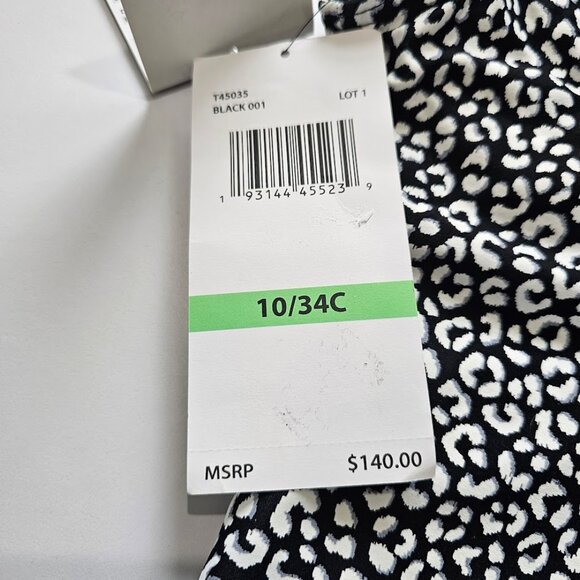 T45035 LOT 1
BLACK 001
1 93144 45523 9
10/34C
MSRP $140.00